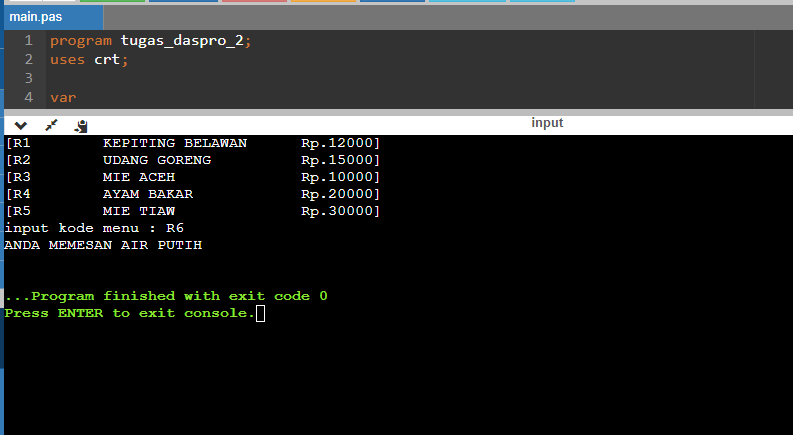 main.pas
1 program tugas_daspro_2;
2 uses crt;
3
4 var
input
[R1 KEPITING BELAWAN Rp.12000]
[R2 UDANG GORENG Rp.15000]
[R3 MIE ACEH Rp.10000]
[R4 AYAM BAKAR Rp.20000]
[R5 MIE TIAW Rp.30000]
input kode menu : R6
ANDA MEMESAN AIR PUTIH
...Program finished with exit code 0
Press ENTER to exit console.